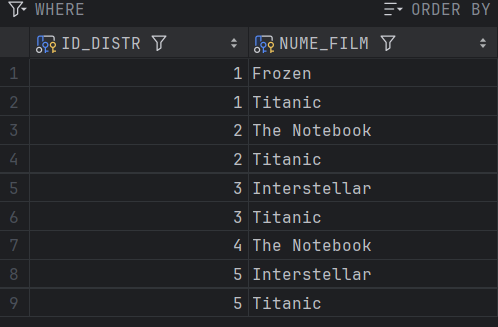 WHERE ORDER BY
ID_DISTR NUME_FILM
1 1 Frozen
2 1 Titanic
3 2 The Notebook
4 2 Titanic
5 3 Interstellar
6 3 Titanic
7 4 The Notebook
8 5 Interstellar
9 5 Titanic